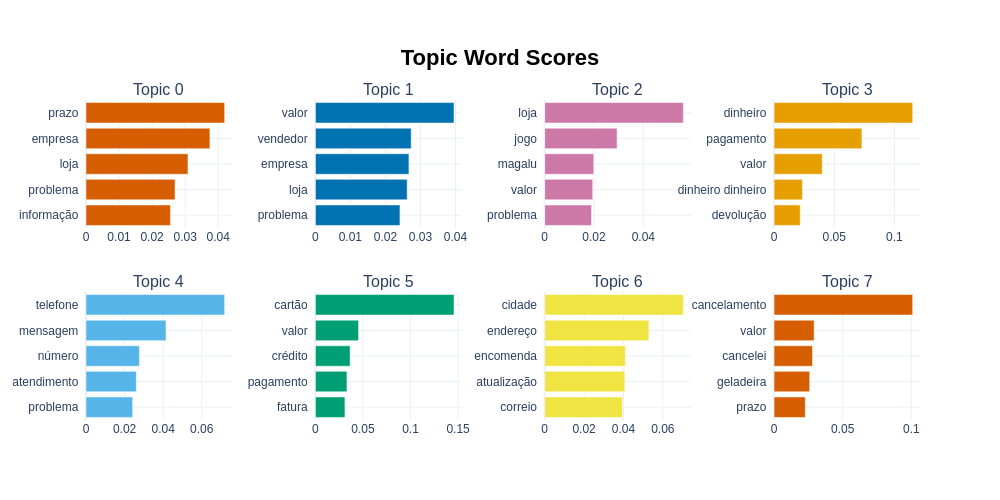 Topic Word Scores
Topic 0
prazo
empresa
loja
problema
informação
0 0.01 0.02 0.03 0.04
Topic 1
valor
vendedor
empresa
loja
problema
0 0.01 0.02 0.03 0.04
Topic 2
loja
jogo
magalu
valor
problema
0 0.02 0.04
Topic 3
dinheiro
pagamento
valor
dinheiro dinheiro
devolução
0 0.05 0.1
Topic 4
telefone
mensagem
número
atendimento
problema
0 0.02 0.04 0.06
Topic 5
cartão
valor
crédito
pagamento
fatura
0 0.05 0.1 0.15
Topic 6
cidade
endereço
encomenda
atualização
correio
0 0.02 0.04 0.06
Topic 7
cancelamento
valor
cancelei
geladeira
prazo
0 0.05 0.1